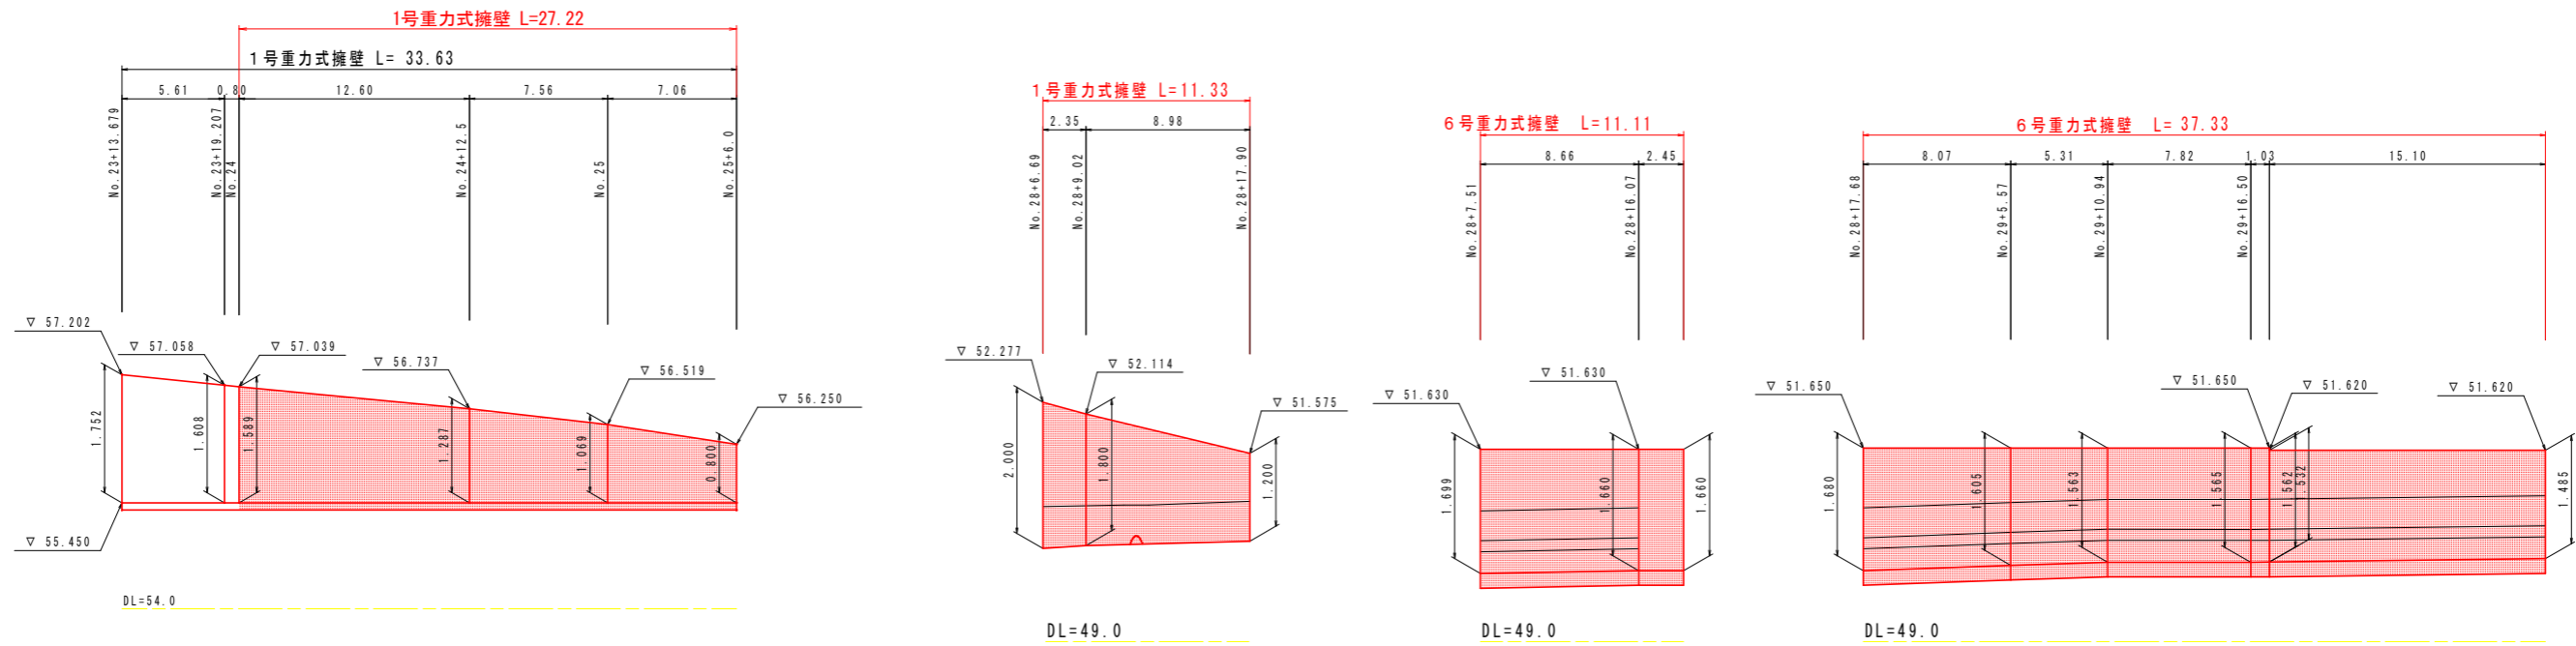 1号重力式擁壁 L=27.22
1号重力式擁壁 L= 33.63
5.61 0.80 12.60 7.56 7.06
No.23+13.679
No.23+19.207
No.24
No.24+12.5
No.25
No.25+6.0
▽ 57.202
▽ 57.058
▽ 57.039
▽ 56.737
▽ 56.519
▽ 56.250
1.752
1.608
1.589
1.287
1.069
0.800
▽ 55.450
DL=54.0
1号重力式擁壁 L=11.33
2.35 8.98
No.28+6.69
No.28+9.02
No.28+17.90
▽ 52.277
▽ 52.114
▽ 51.575
2.000
1.800
1.200
DL=49.0
6号重力式擁壁 L=11.11
8.66 2.45
No.28+7.51
No.28+16.07
▽ 51.630
▽ 51.630
1.699
1.660
1.660
DL=49.0
6号重力式擁壁 L= 37.33
8.07 5.31 7.82 1.03 15.10
No.28+17.68
No.29+5.57
No.29+10.94
No.29+16.50
▽ 51.650
▽ 51.650
▽ 51.620
▽ 51.620
1.680
1.605
1.563
1.565
1.562
1.532
1.485
DL=49.0